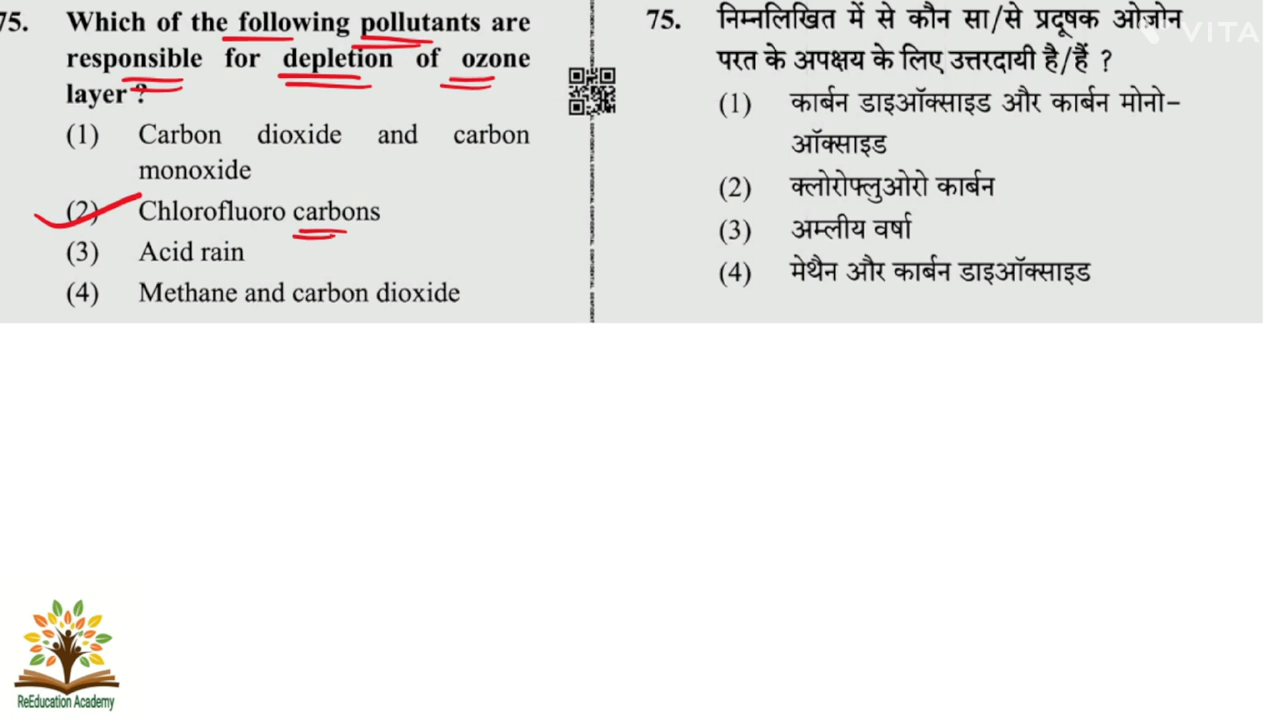 75. Which of the following pollutants are
responsible for depletion of ozone
layer ?
(1) Carbon dioxide and carbon
monoxide
(2) Chlorofluoro carbons
(3) Acid rain
(4) Methane and carbon dioxide
75. निम्नलिखित में से कौन सा/से प्रदूषक ओज़ोन
परत के अपक्षय के लिए उत्तरदायी है/हैं ?
(1) कार्बन डाइऑक्साइड और कार्बन मोनो-
ऑक्साइड
(2) क्लोरोफ्लुओरो कार्बन
(3) अम्लीय वर्षा
(4) मेथैन और कार्बन डाइऑक्साइड
VITA
ReEducation Academy